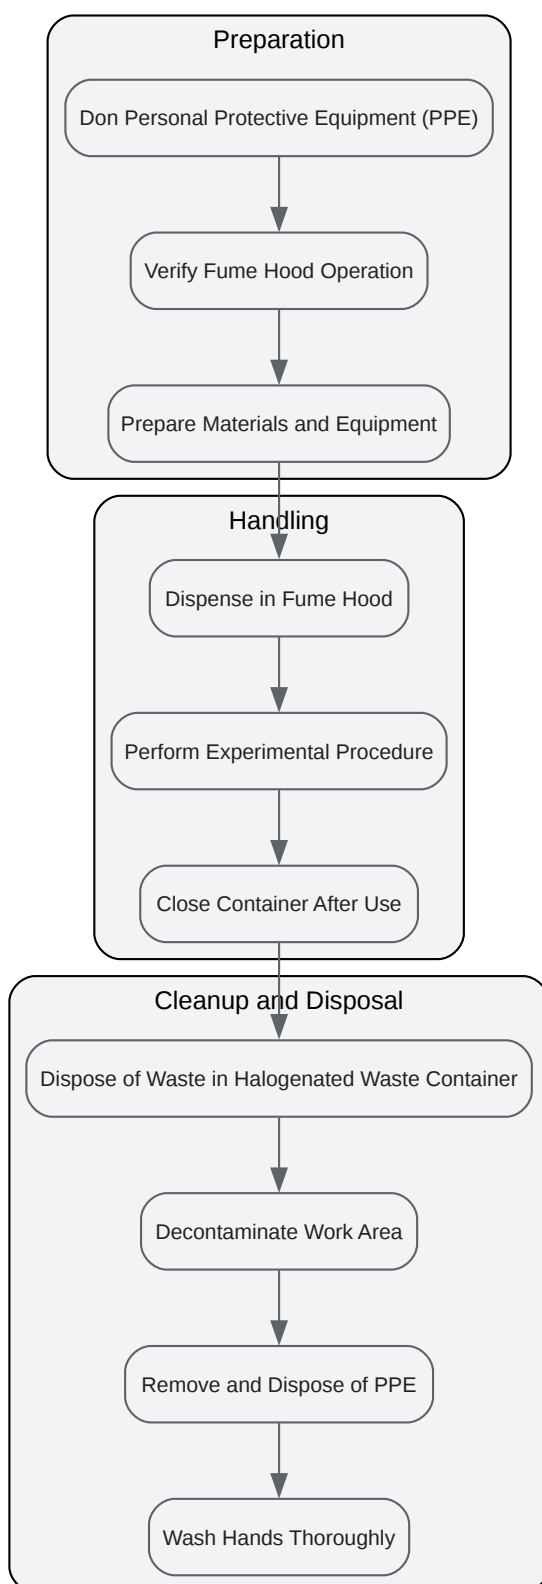 Preparation
Don Personal Protective Equipment (PPE)
Verify Fume Hood Operation
Prepare Materials and Equipment
Handling
Dispense in Fume Hood
Perform Experimental Procedure
Close Container After Use
Cleanup and Disposal
Dispose of Waste in Halogenated Waste Container
Decontaminate Work Area
Remove and Dispose of PPE
Wash Hands Thoroughly